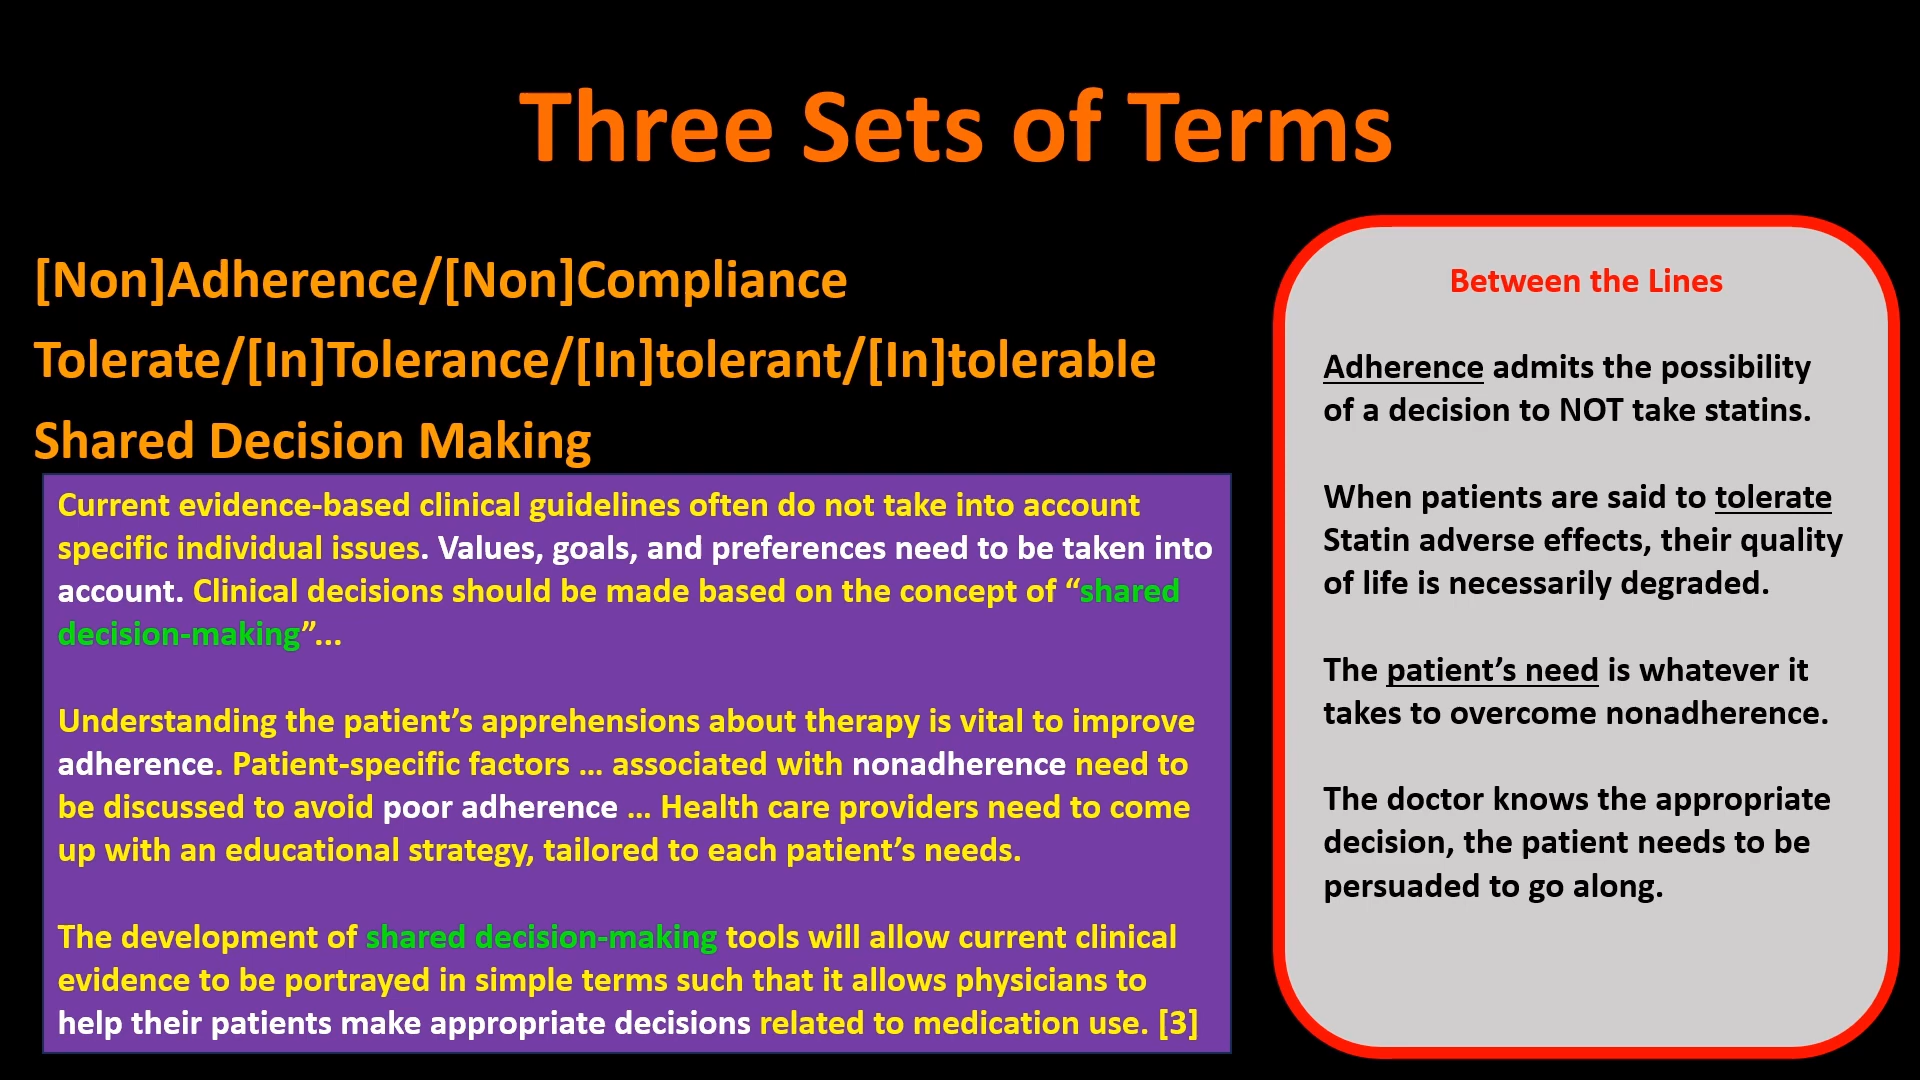 Three Sets of Terms
[Non]Adherence/[Non]Compliance
Tolerate/[In]Tolerance/[In]tolerant/[In]tolerable
Shared Decision Making
Current evidence-based clinical guidelines often do not take into account
specific individual issues. Values, goals, and preferences need to be taken into
account. Clinical decisions should be made based on the concept of “shared
decision-making”...
Understanding the patient’s apprehensions about therapy is vital to improve
adherence. Patient-specific factors ... associated with nonadherence need to
be discussed to avoid poor adherence ... Health care providers need to come
up with an educational strategy, tailored to each patient’s needs.
The development of shared decision-making tools will allow current clinical
evidence to be portrayed in simple terms such that it allows physicians to
help their patients make appropriate decisions related to medication use. [3]
Between the Lines
Adherence admits the possibility
of a decision to NOT take statins.
When patients are said to tolerate
Statin adverse effects, their quality
of life is necessarily degraded.
The patient’s need is whatever it
takes to overcome nonadherence.
The doctor knows the appropriate
decision, the patient needs to be
persuaded to go along.